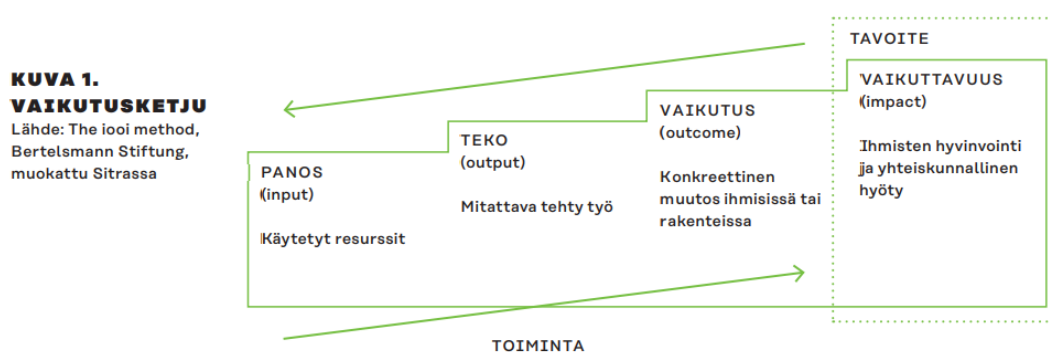 KUVA 1.
VAIKUTUSKETJU
Lähde: The iooi method,
Bertelsmann Stiftung,
muokattu Sitrassa
PANOS
(input)
Käytetyt resurssit
TEKO
(output)
Mitattava tehty työ
VAIKUTUS
(outcome)
Konkreettinen
muutos ihmisissä tai
rakenteissa
TAVOITE
VAIKUTTAVUUS
(impact)
Ihmisten hyvinvointi
ja yhteiskunnallinen
hyöty
TOIMINTA